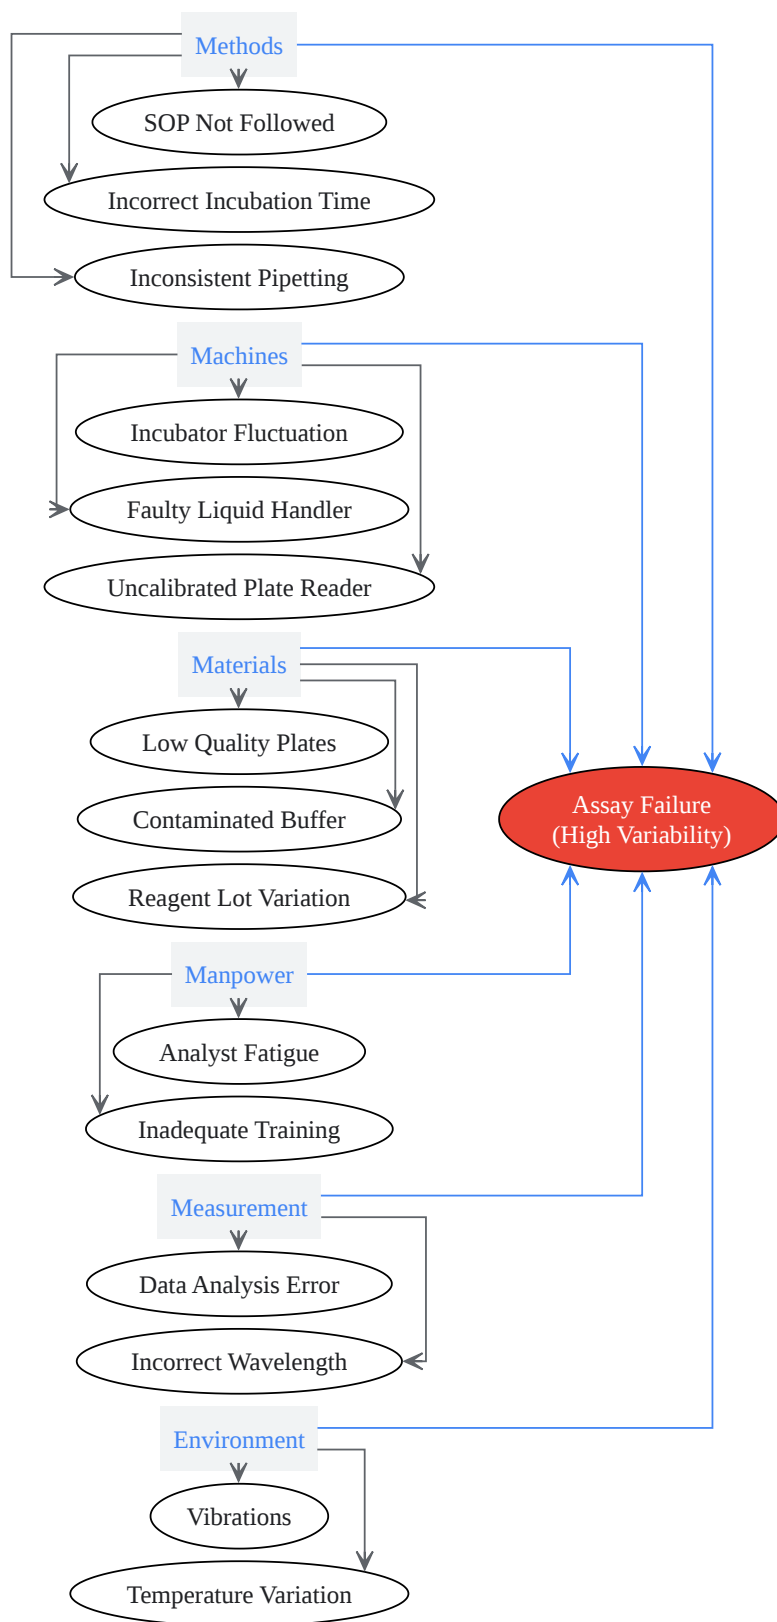 Methods
SOP Not Followed
Incorrect Incubation Time
Inconsistent Pipetting
Machines
Incubator Fluctuation
Faulty Liquid Handler
Uncalibrated Plate Reader
Materials
Low Quality Plates
Contaminated Buffer
Reagent Lot Variation
Assay Failure
(High Variability)
Manpower
Analyst Fatigue
Inadequate Training
Measurement
Data Analysis Error
Incorrect Wavelength
Environment
Vibrations
Temperature Variation